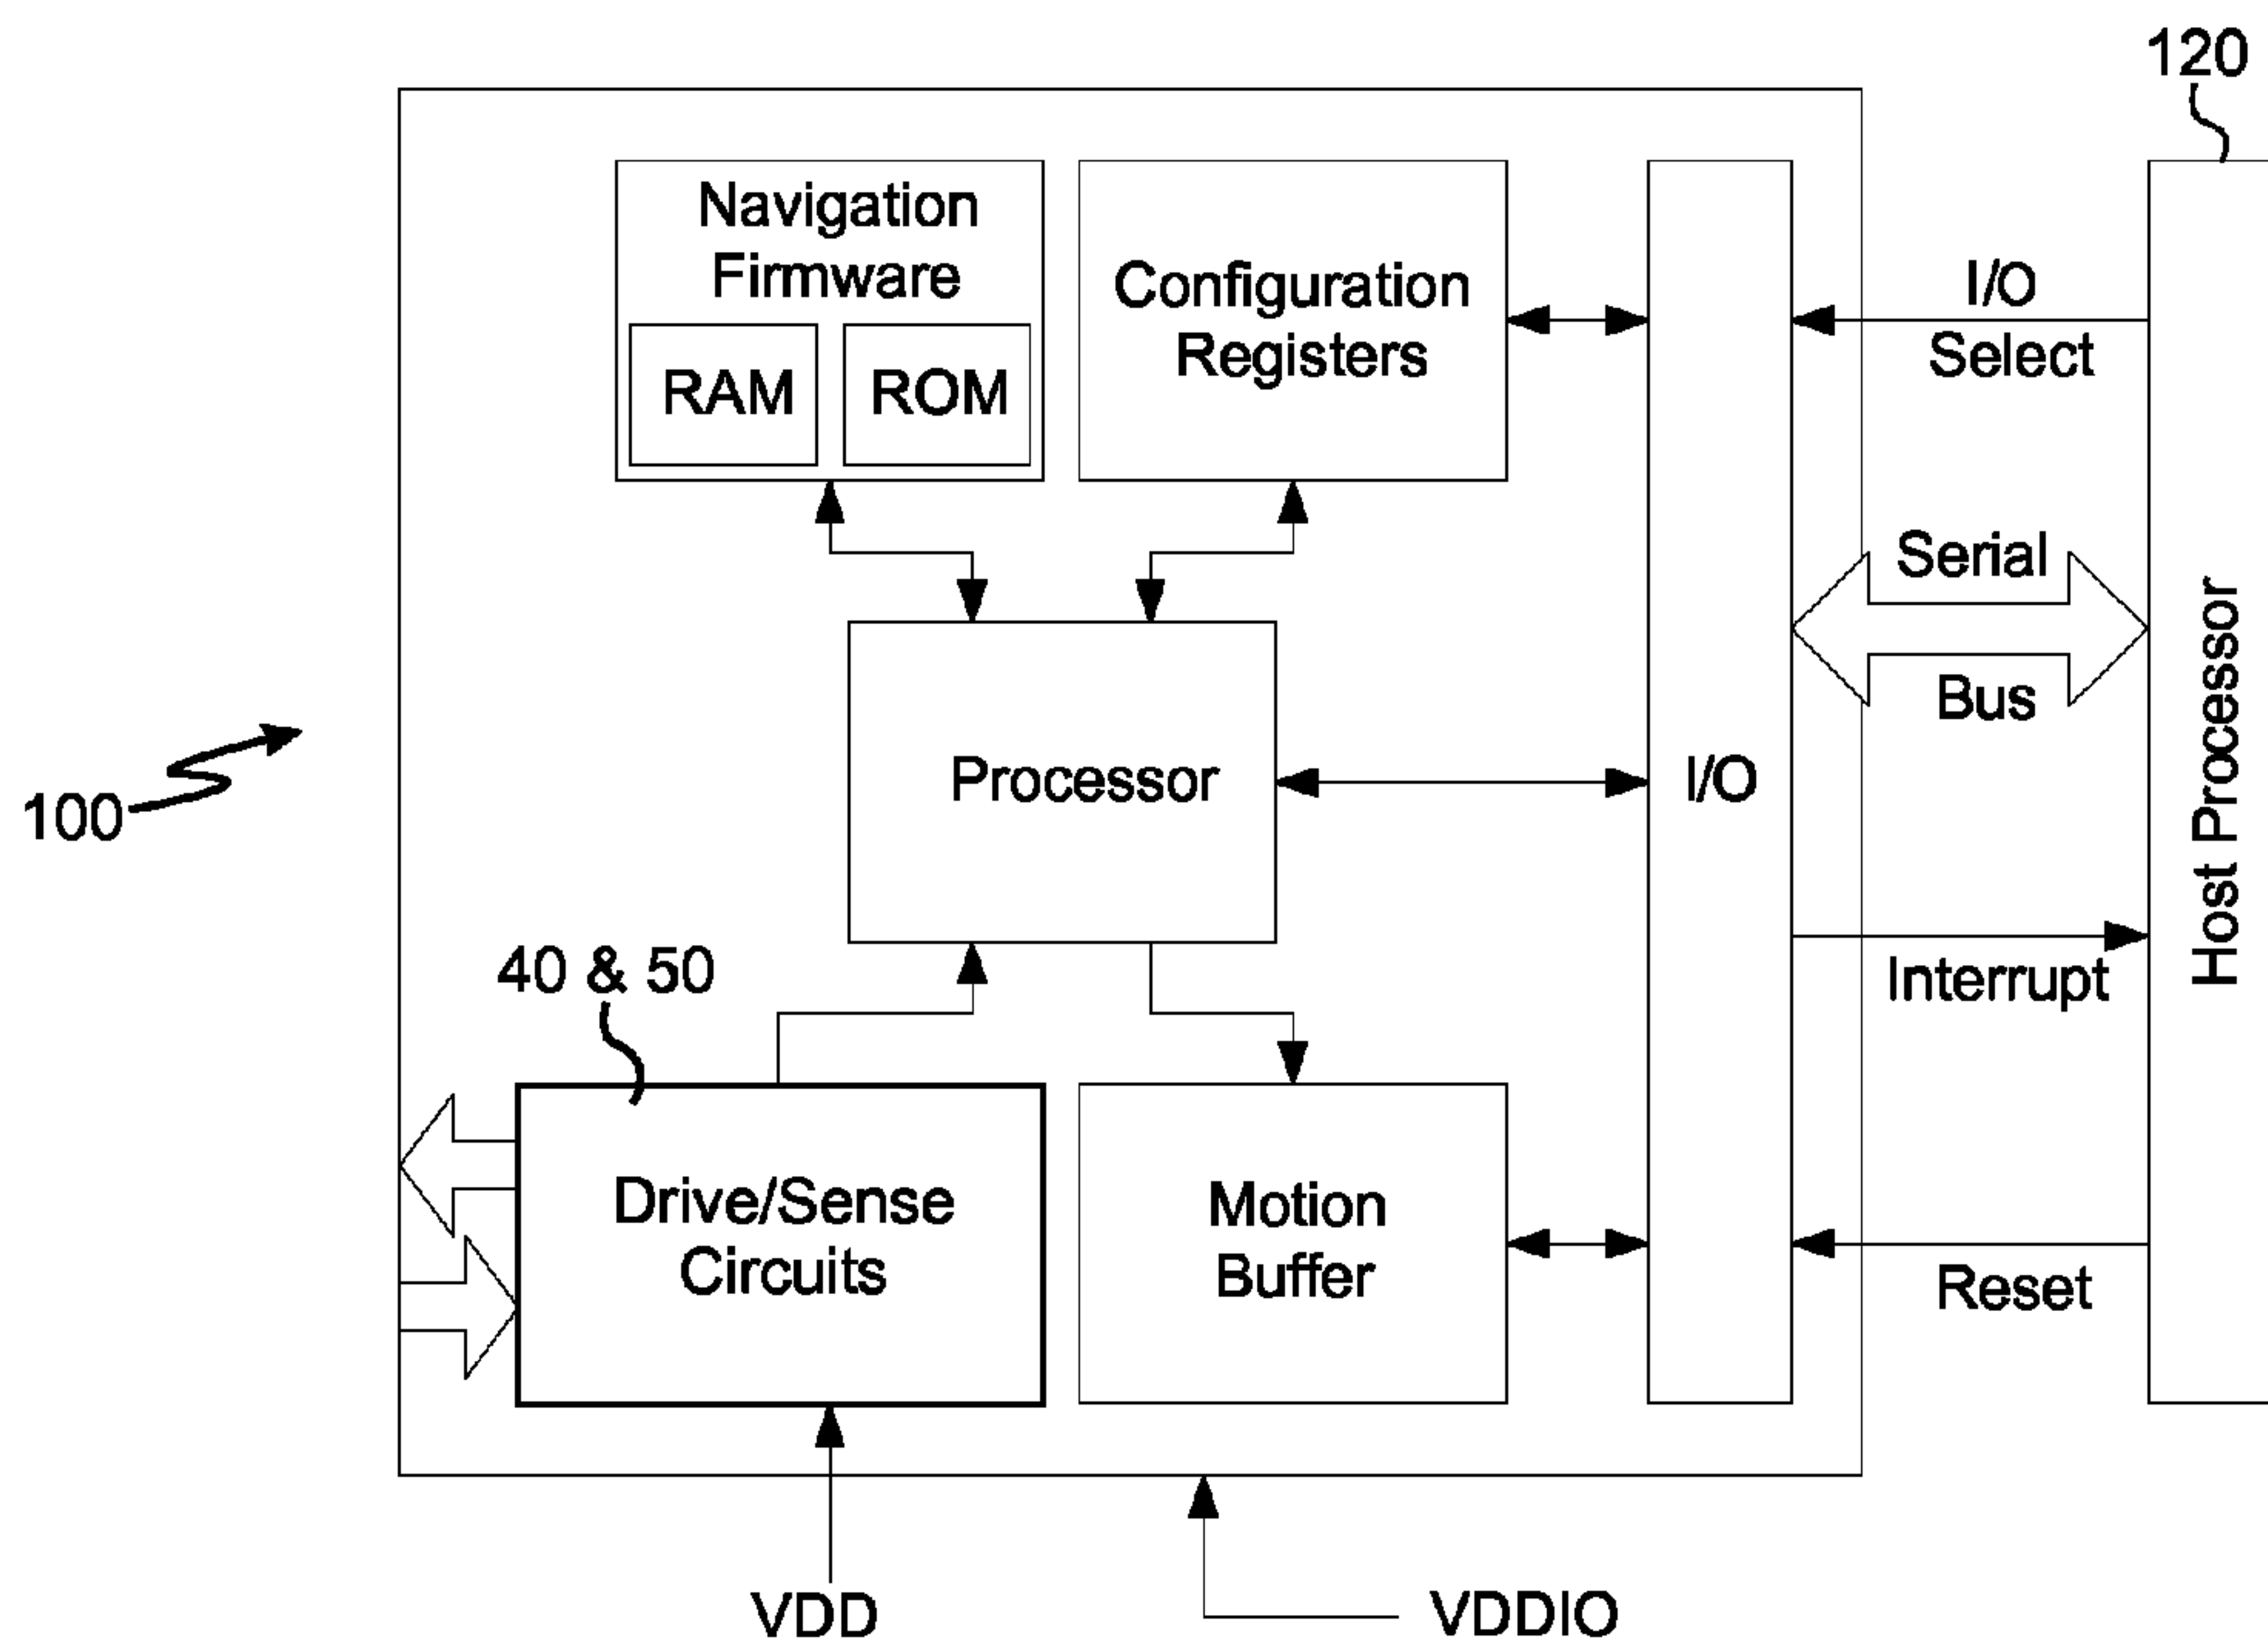 120
Navigation
Firmware
RAM
ROM
Configuration
Registers
I/O
Select
Serial
Bus
Processor
I/O
Host Processor
100
40 & 50
Interrupt
Drive/Sense
Circuits
Motion
Buffer
Reset
VDD
VDDIO